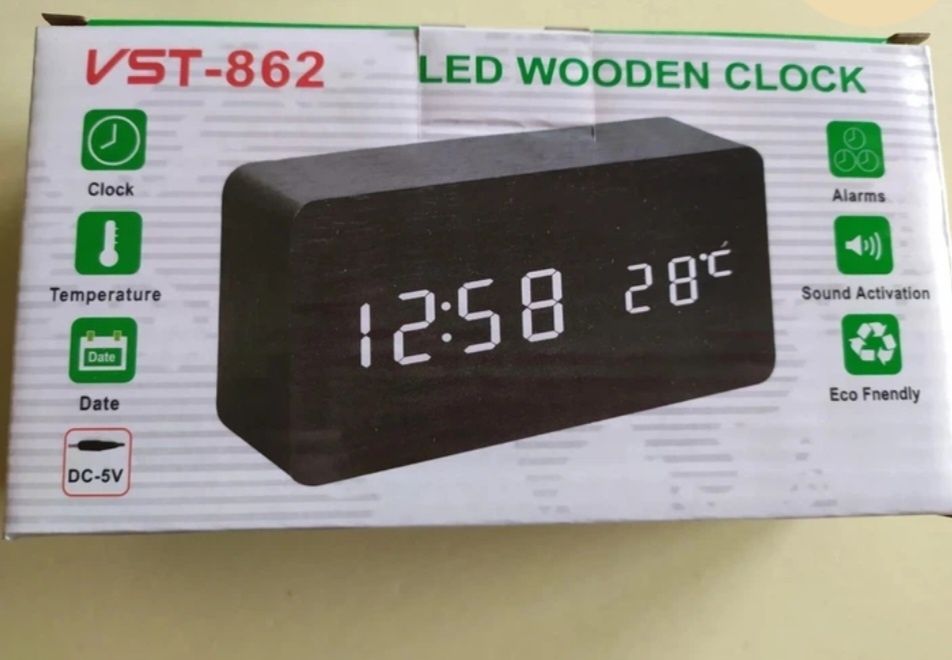 VST-862
LED WOODEN CLOCK
Clock
Temperature
Date
Date
DC-5V
12:58
28°C
Alarms
Sound Activation
Eco Fnendly